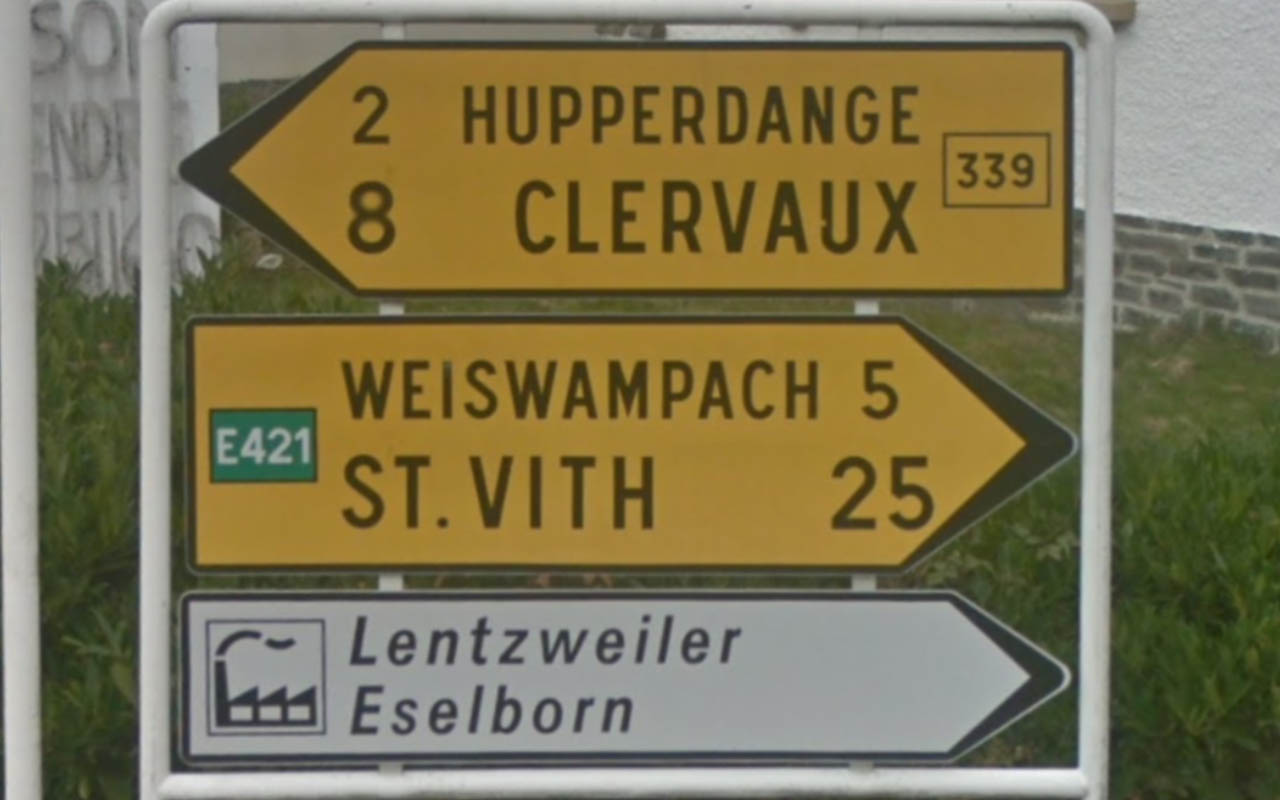 2 HUPPERDANGE
8 CLERVAUX
339
E421
WEISWAMPACH 5
ST. VITH 25
Lentzweiler
Eselborn